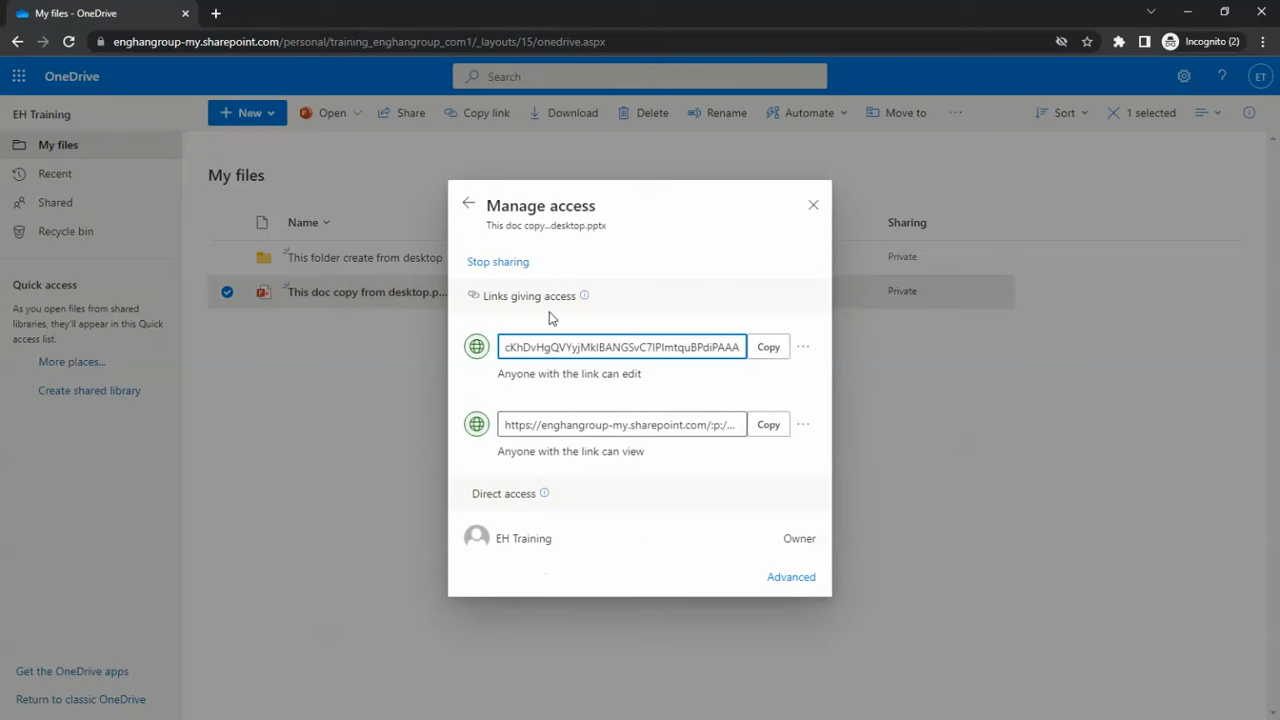 My files - OneDrive
enghangroup-my.sharepoint.com/personal/training_enghangroup_com1/_layouts/15/onedrive.aspx
Incognito (2)
OneDrive
Search
ET
EH Training
New
Open
Share
Copy link
Download
Delete
Rename
Automate
Move to
Sort
1 selected
My files
Recent
Shared
Recycle bin
Quick access
As you open files from shared
libraries, they'll appear in this Quick
access list.
More places...
Create shared library
Get the OneDrive apps
Return to classic OneDrive
My files
Name
Sharing
This folder create from desktop
Private
This doc copy from desktop.p...
Private
Manage access
This doc copy...desktop.pptx
Stop sharing
Links giving access
Copy
Anyone with the link can edit
https://enghangroup-my.sharepoint.com/:p:/...
Copy
Anyone with the link can view
Direct access
EH Training
Owner
Advanced